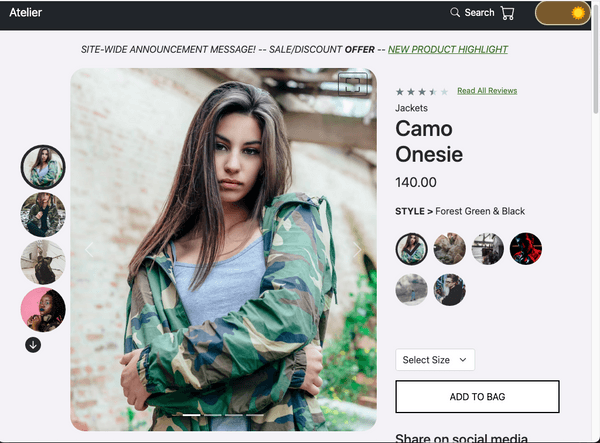 Atelier
Search
SITE-WIDE ANNOUNCEMENT MESSAGE! -- SALE/DISCOUNT OFFER -- NEW PRODUCT HIGHLIGHT
Read All Reviews
Jackets
Camo
Onesie
140.00
STYLE > Forest Green & Black
Select Size
ADD TO BAG
Share on social media